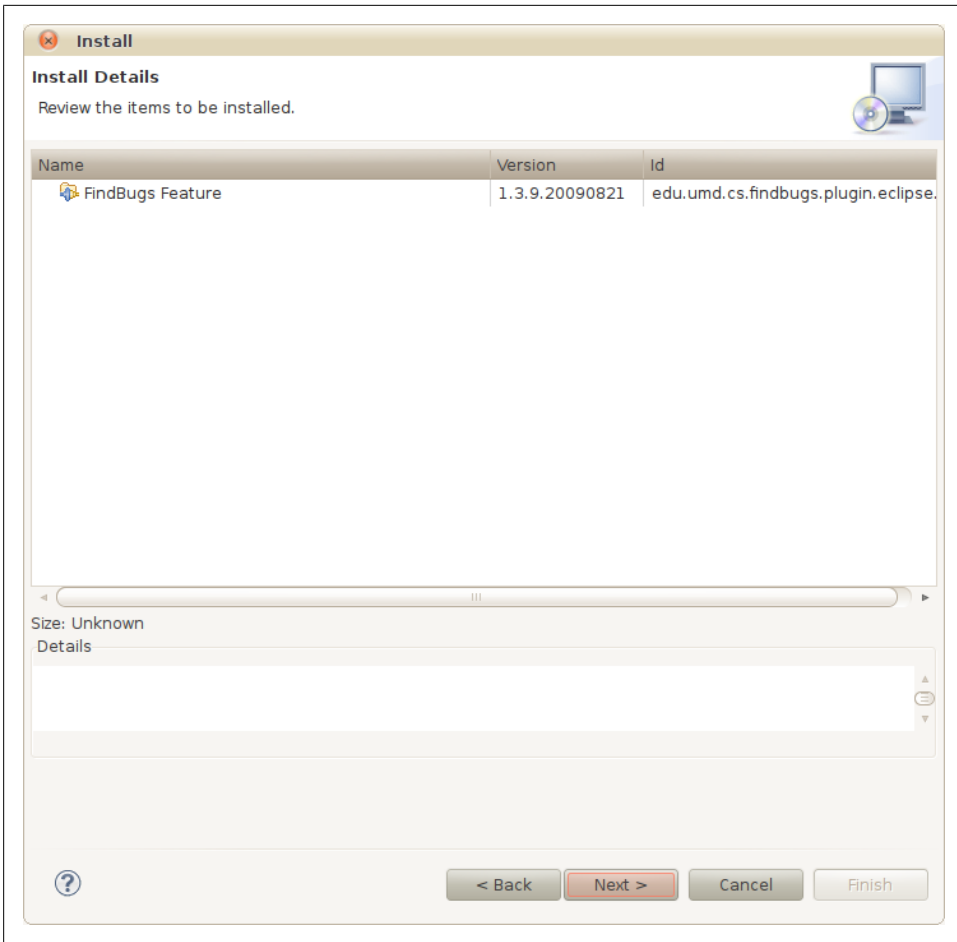 Install
Install Details
Review the items to be installed.
Name Version Id
FindBugs Feature 1.3.9.20090821 edu.umd.cs.findbugs.plugin.eclipse.
Size: Unknown
Details
< Back Next > Cancel Finish